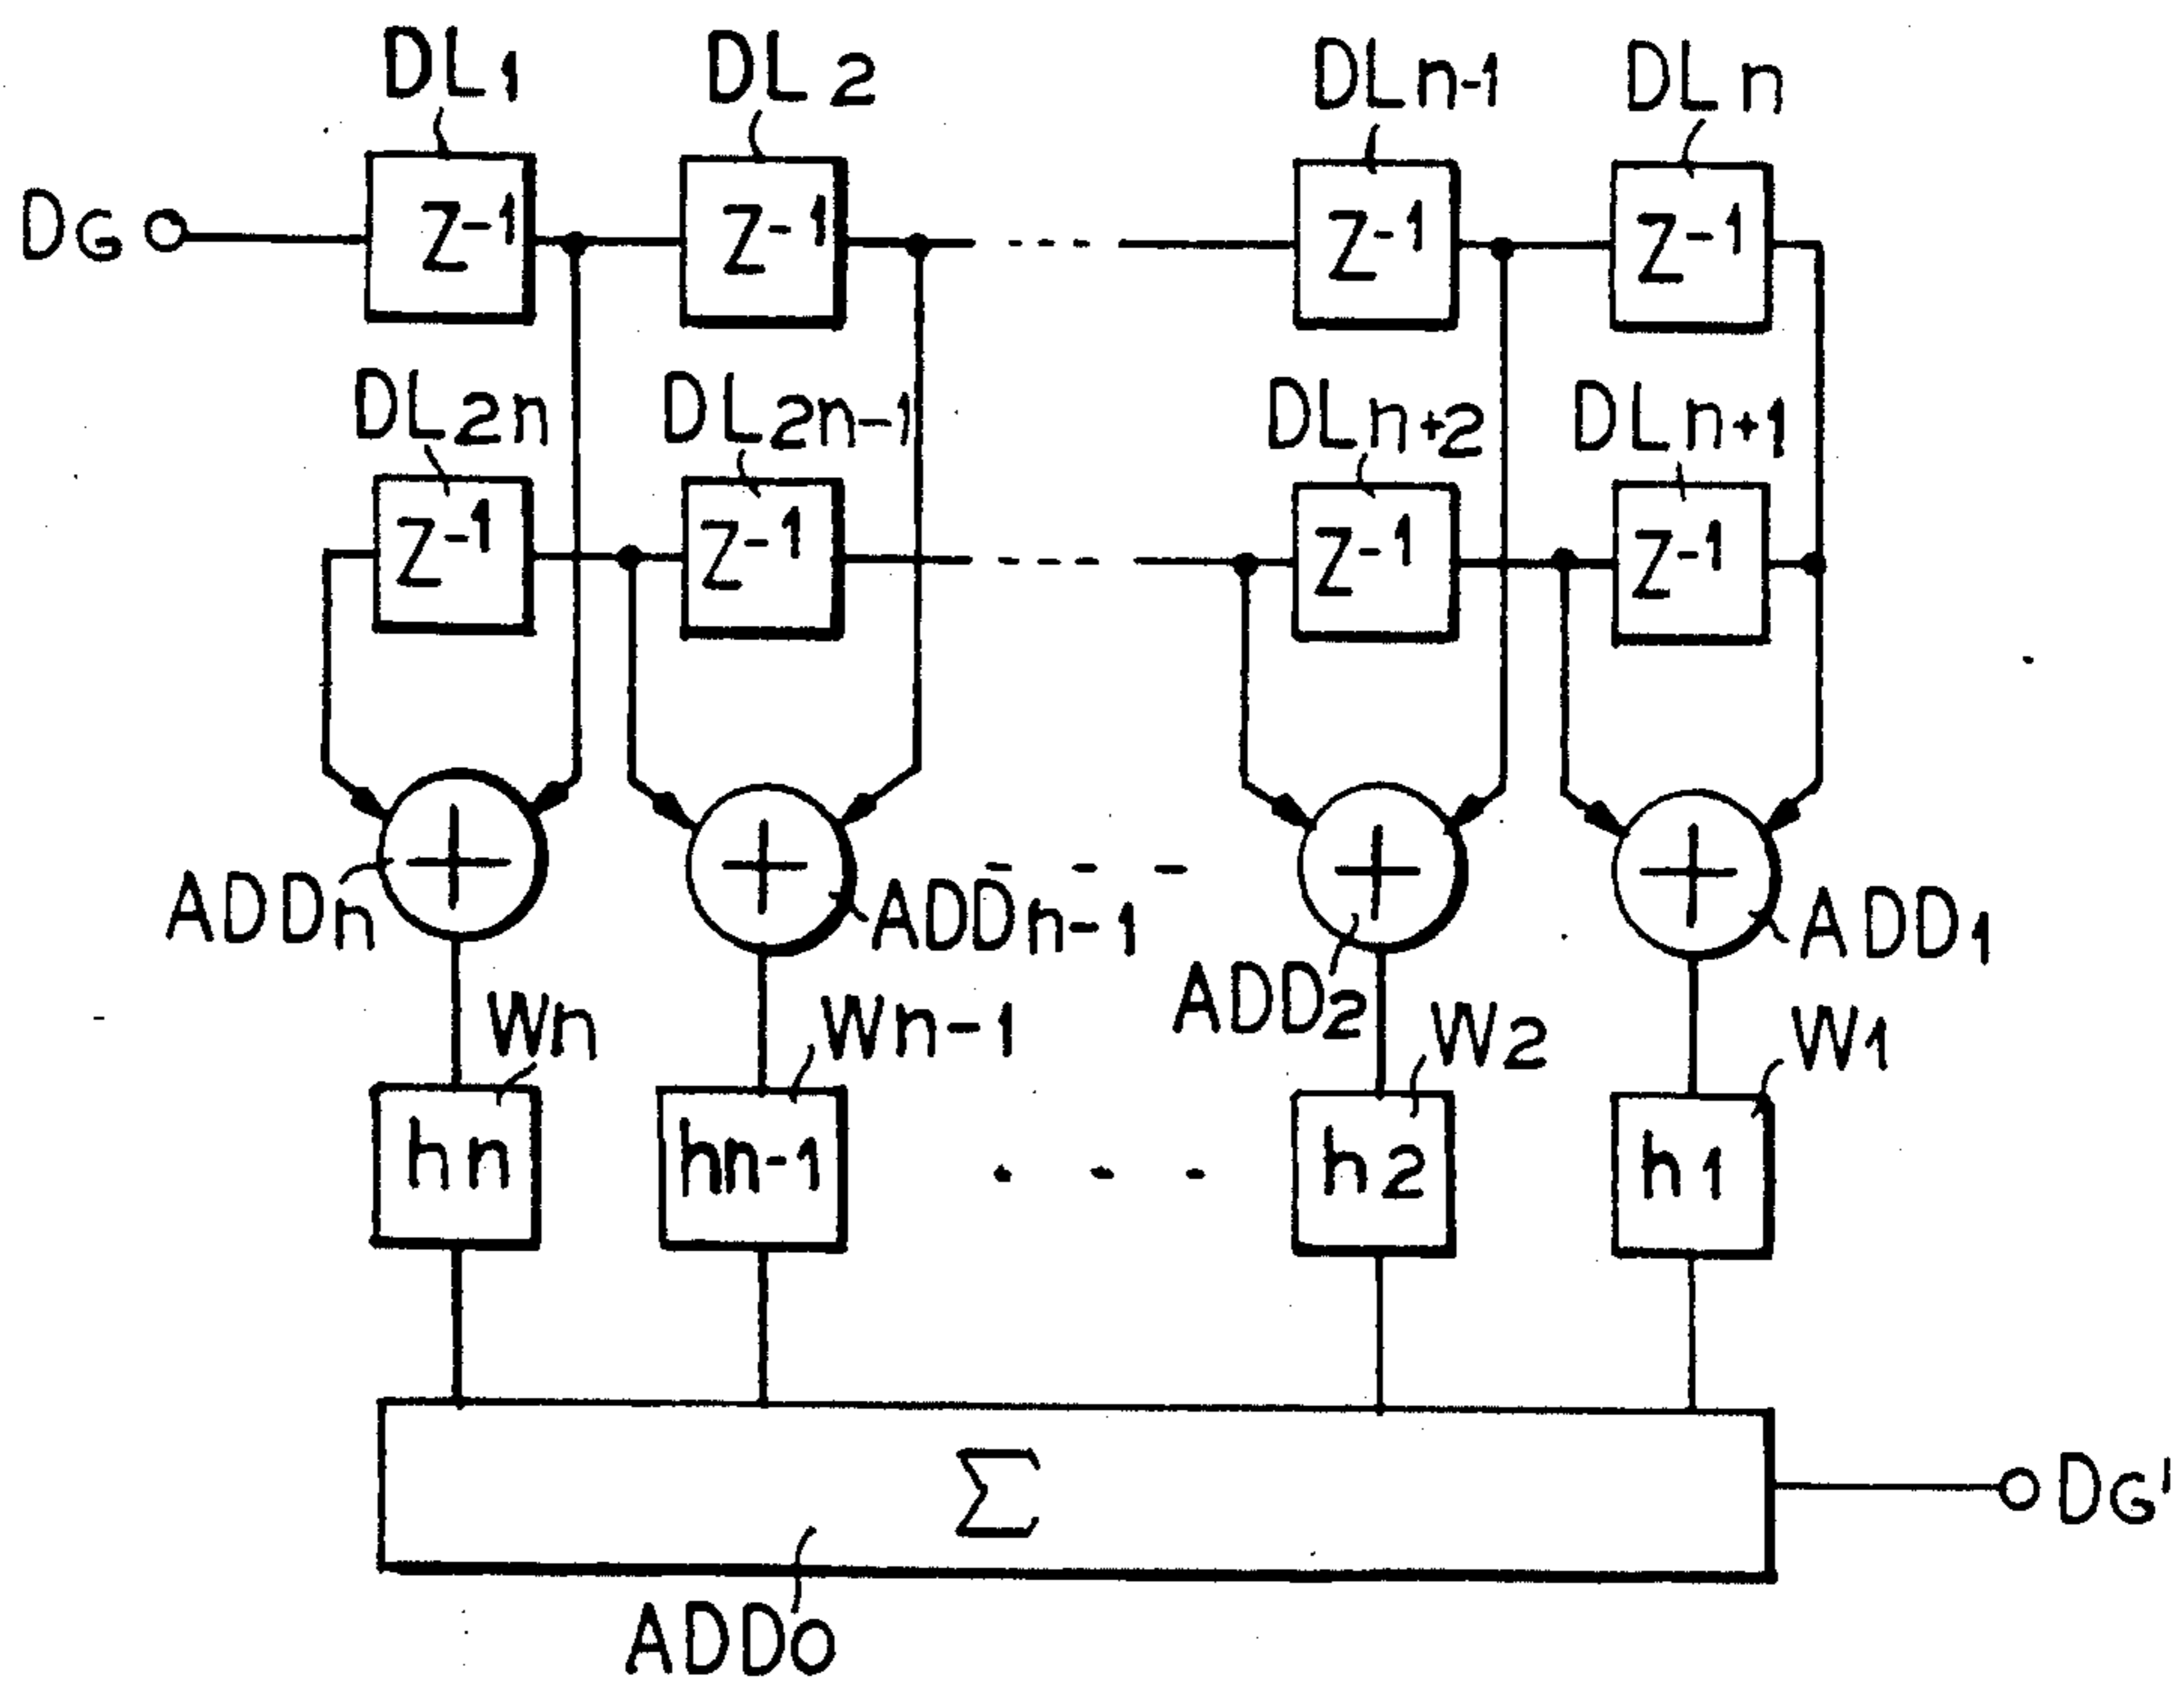 DL1 DL2 DLn-1 DLn
DG Z-1 Z-1 Z-1 Z-1
DL2n DL2n-1 DLn+2 DLn+1
Z-1 Z-1 Z-1 Z-1
ADDn ADDn-1 ADD2 ADD1
Wn Wn-1 W2 W1
hn hn-1 h2 h1
Σ DG'
ADD0